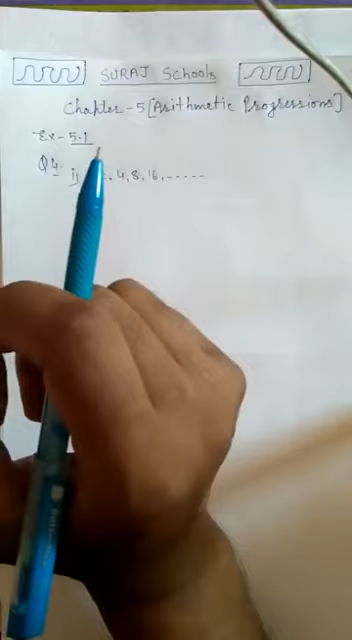 SURAJ Schools
Chapter-5[Arithmetic Progressions]
Ex-5.1
Q4.
i) 4, 8, 16, -----